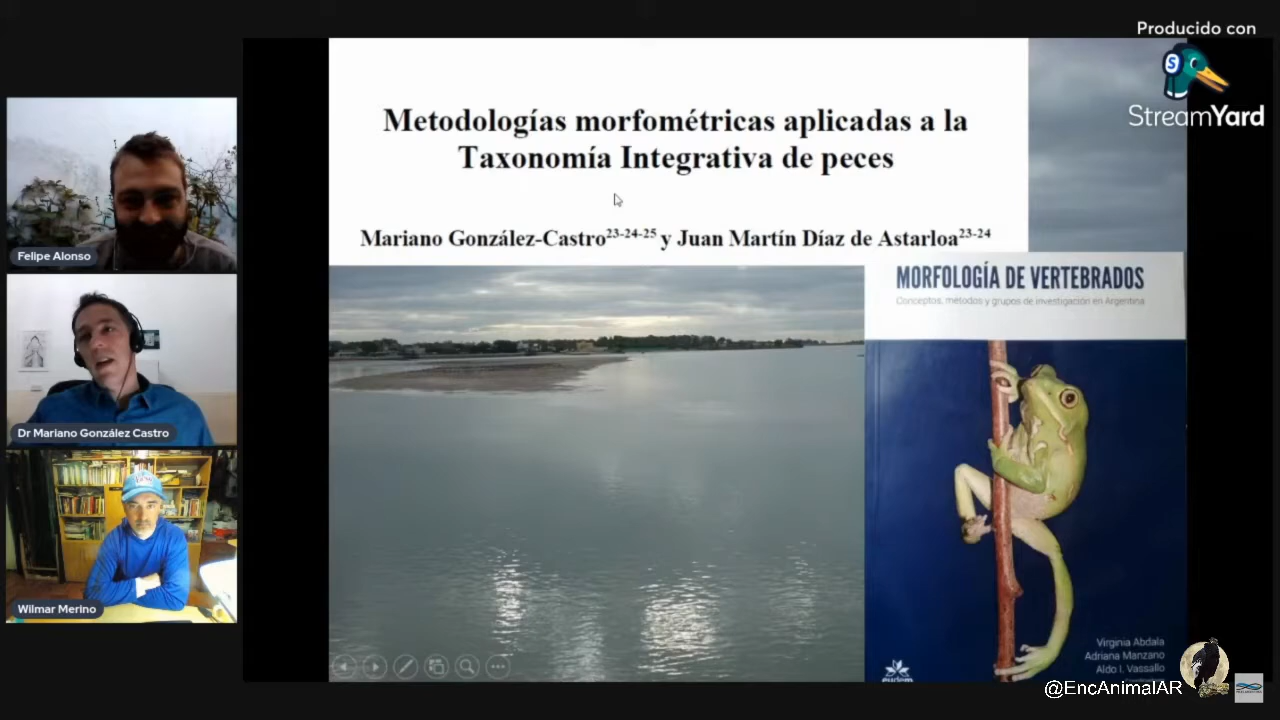 Producido con
StreamYard
Metodologías morfométricas aplicadas a la
Taxonomía Integrativa de peces
Mariano González-Castro23-24-25 y Juan Martín Díaz de Astarloa23-24
Felipe Alonso
Dr Mariano González Castro
Wilmar Merino
MORFOLOGÍA DE VERTEBRADOS
Conceptos, métodos y grupos de investigación en Argentina
Virginia Abdala
Adriana Manzano
Aldo I. Vassallo
eudem
@EncAnimalAR